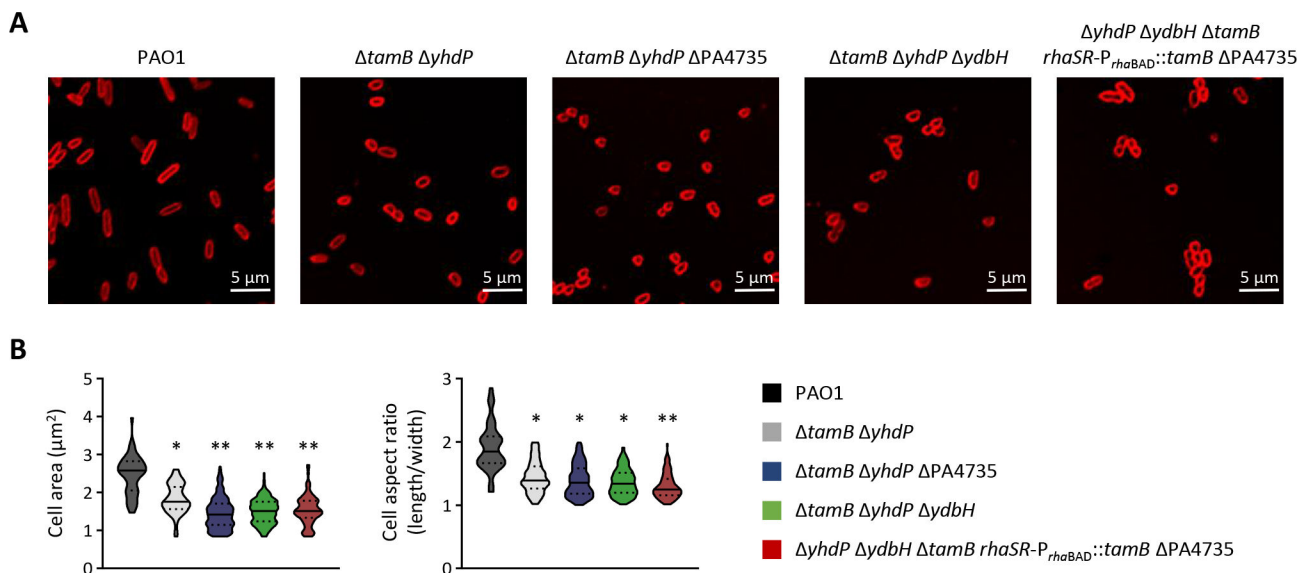 A
PAO1
ΔtamB ΔyhdP
ΔtamB ΔyhdP ΔPA4735
ΔtamB ΔyhdP ΔydbH
ΔyhdP ΔydbH ΔtamB
rhaSR-PrhaBAD::tamB ΔPA4735
5 µm
5 µm
5 µm
5 µm
5 µm
B
Cell area (µm²)
5
4
3
2
1
0
*
**
**
**
Cell aspect ratio
(length/width)
3
2
1
0
*
*
*
**
PAO1
ΔtamB ΔyhdP
ΔtamB ΔyhdP ΔPA4735
ΔtamB ΔyhdP ΔydbH
ΔyhdP ΔydbH ΔtamB rhaSR-PrhaBAD::tamB ΔPA4735